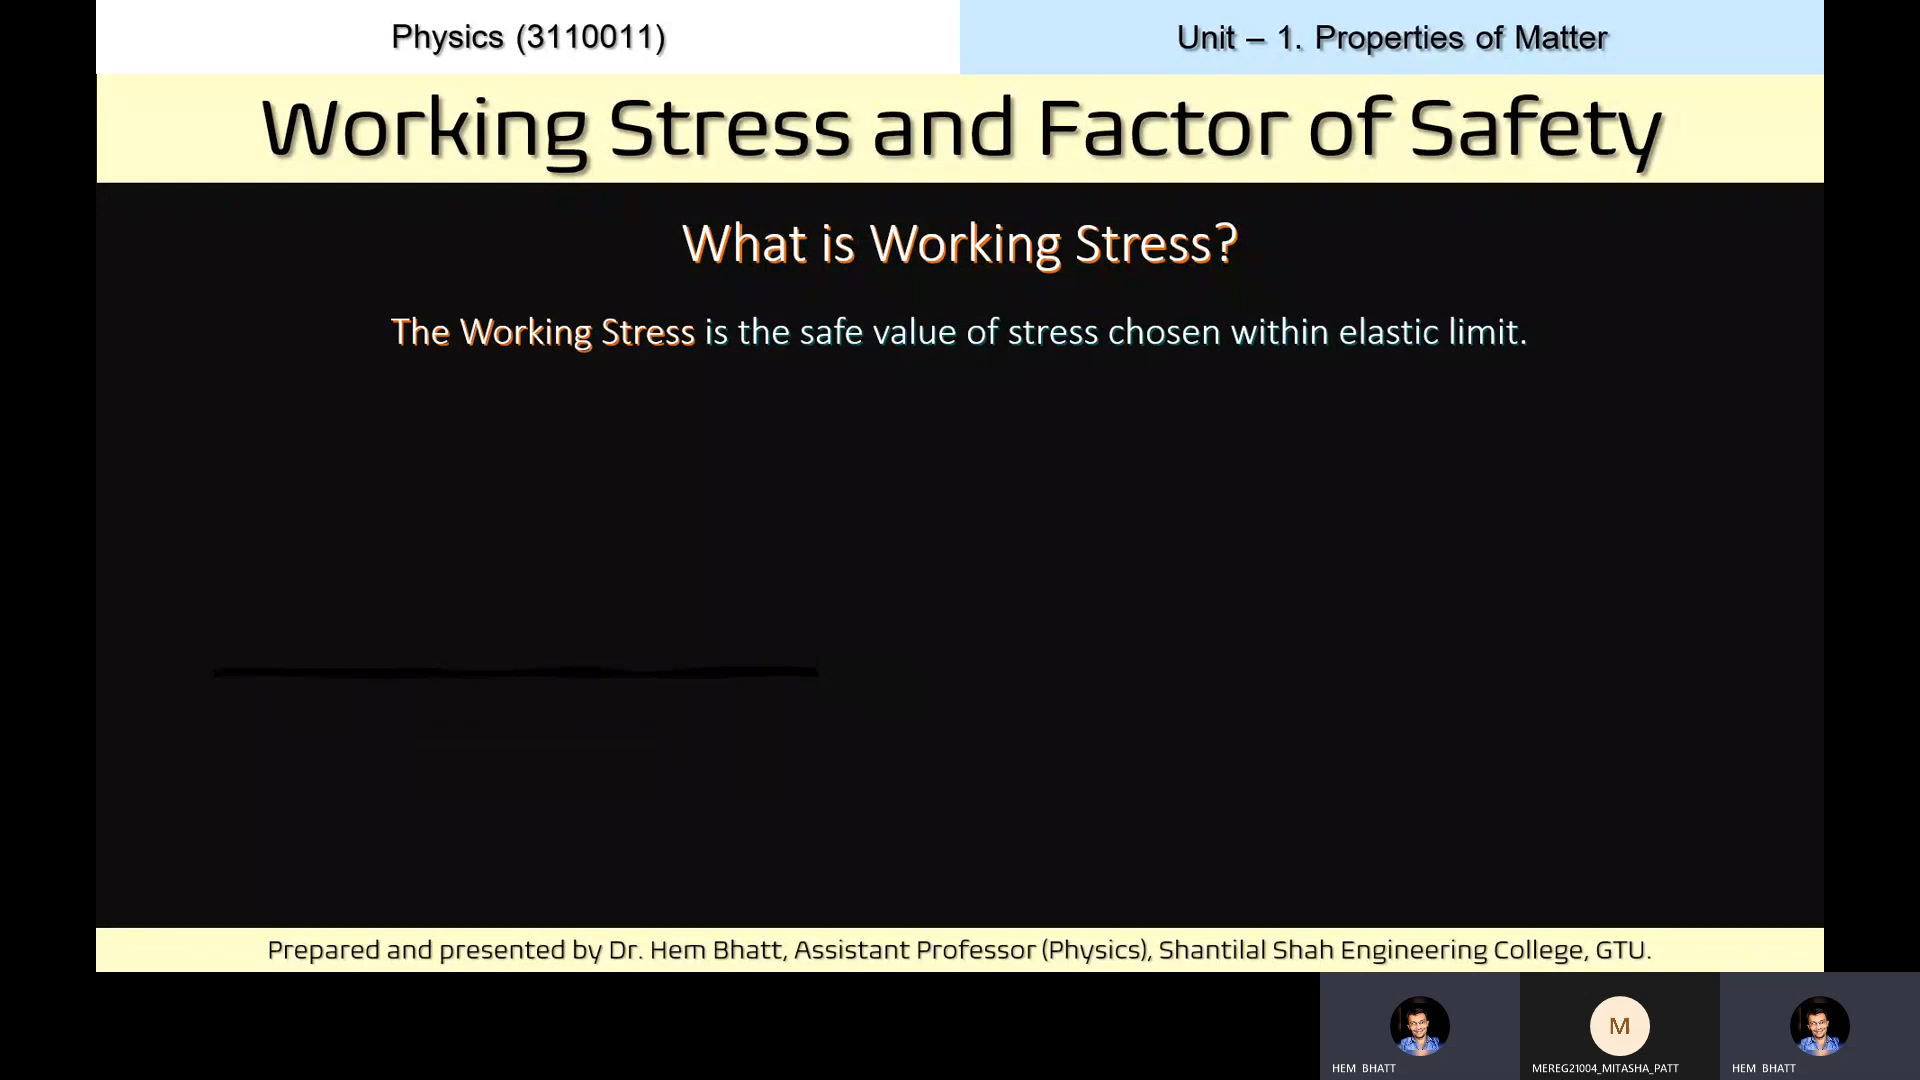 Physics (3110011)
Unit – 1. Properties of Matter
Working Stress and Factor of Safety
What is Working Stress?
The Working Stress is the safe value of stress chosen within elastic limit.
Prepared and presented by Dr. Hem Bhatt, Assistant Professor (Physics), Shantilal Shah Engineering College, GTU.
M
HEM BHATT
MEREG21004_MITASHA_PATT
HEM BHATT